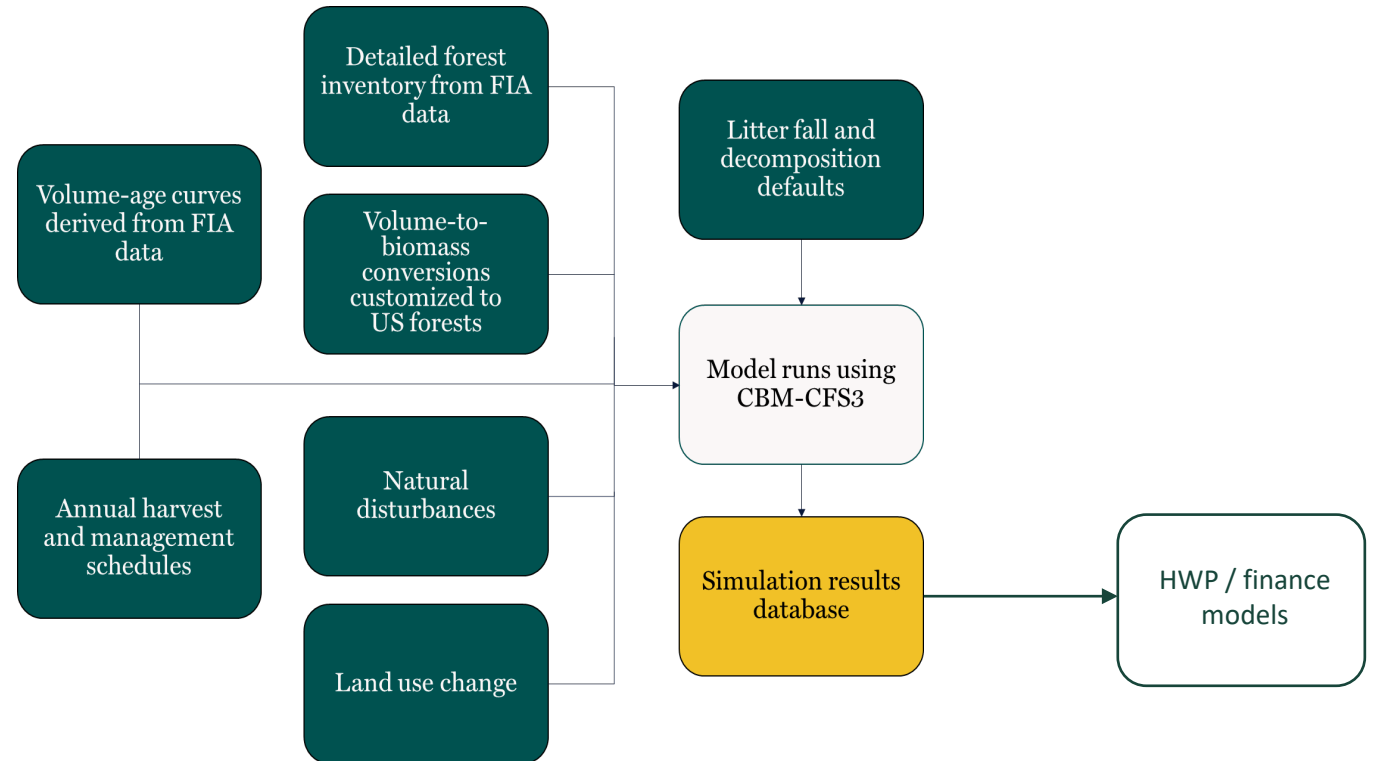 Detailed forest
inventory from FIA
data
Litter fall and
decomposition
defaults
Volume-age curves
derived from FIA
data
Volume-to-
biomass
conversions
customized to
US forests
Model runs using
CBM-CFS3
Annual harvest
and management
schedules
Natural
disturbances
Simulation results
database
HWP / finance
models
Land use change